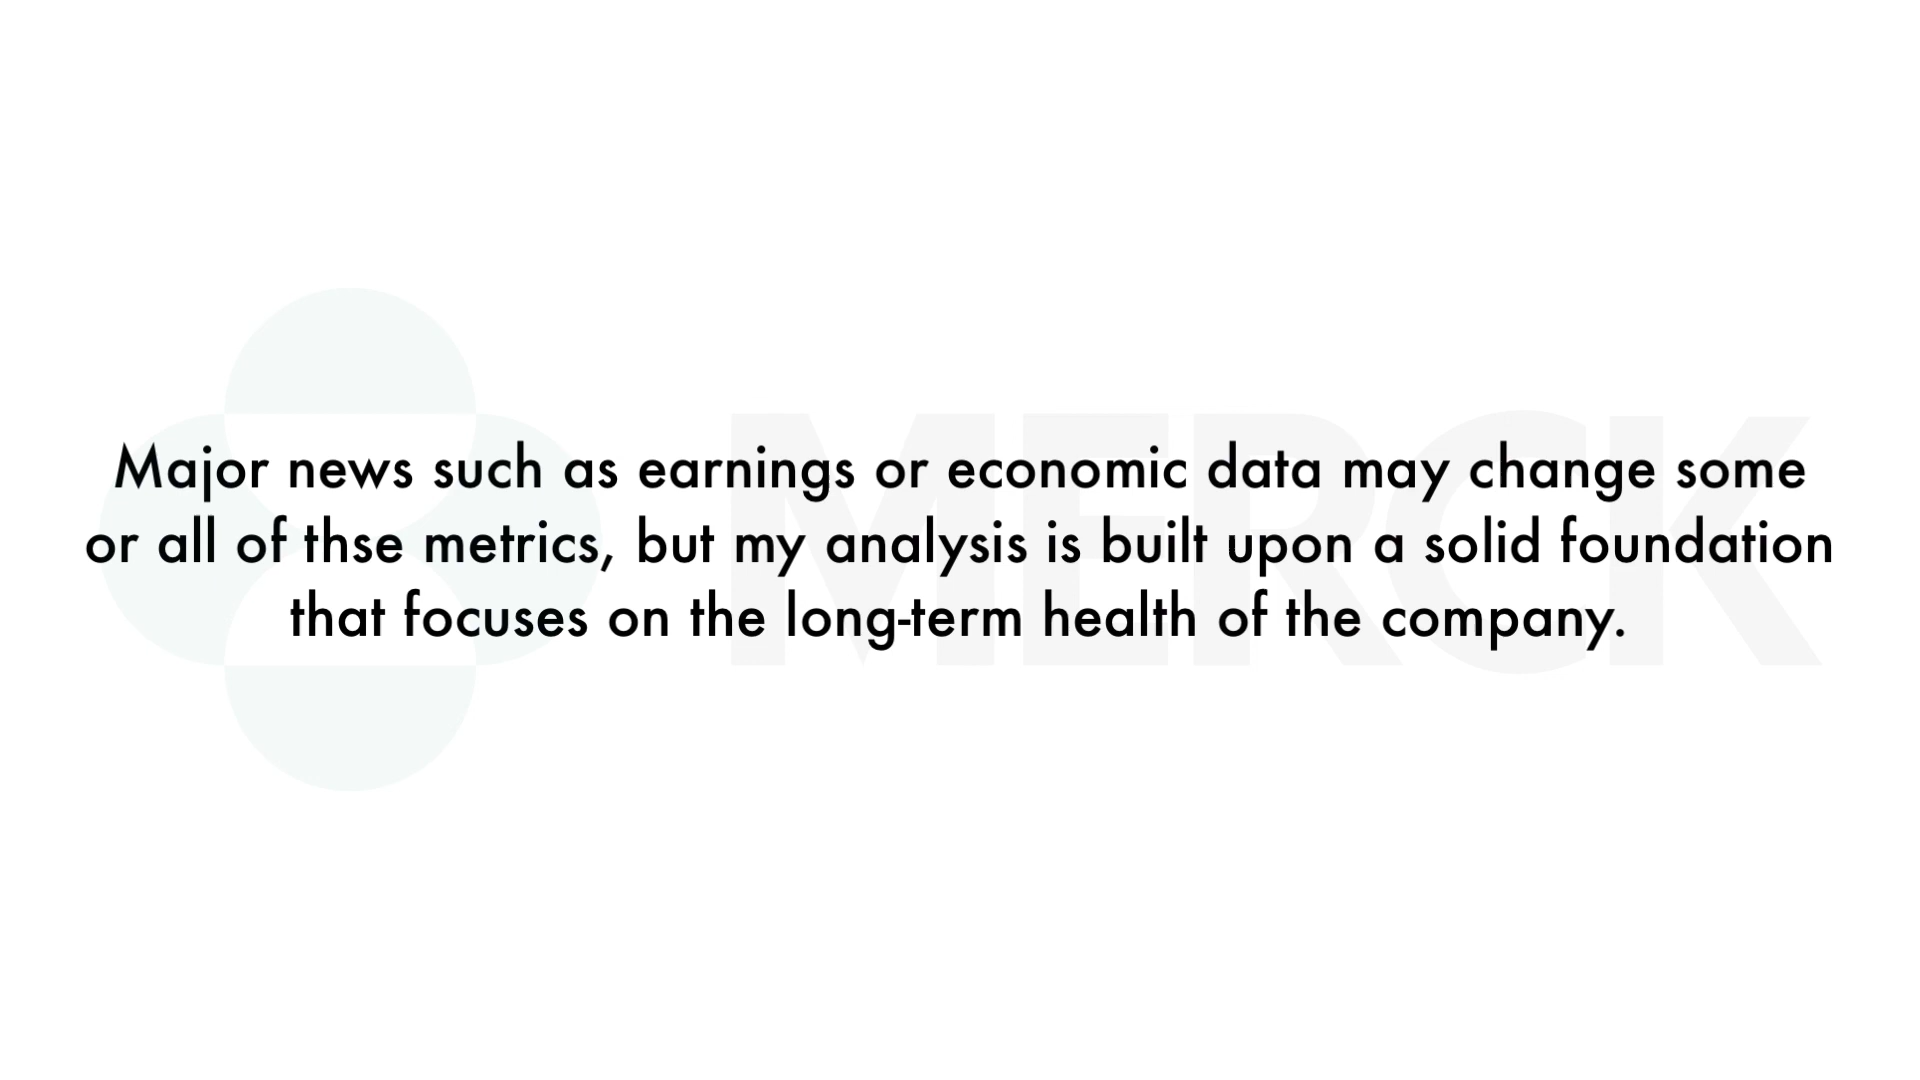 MERCK
Major news such as earnings or economic data may change some
or all of thse metrics, but my analysis is built upon a solid foundation
that focuses on the long-term health of the company.